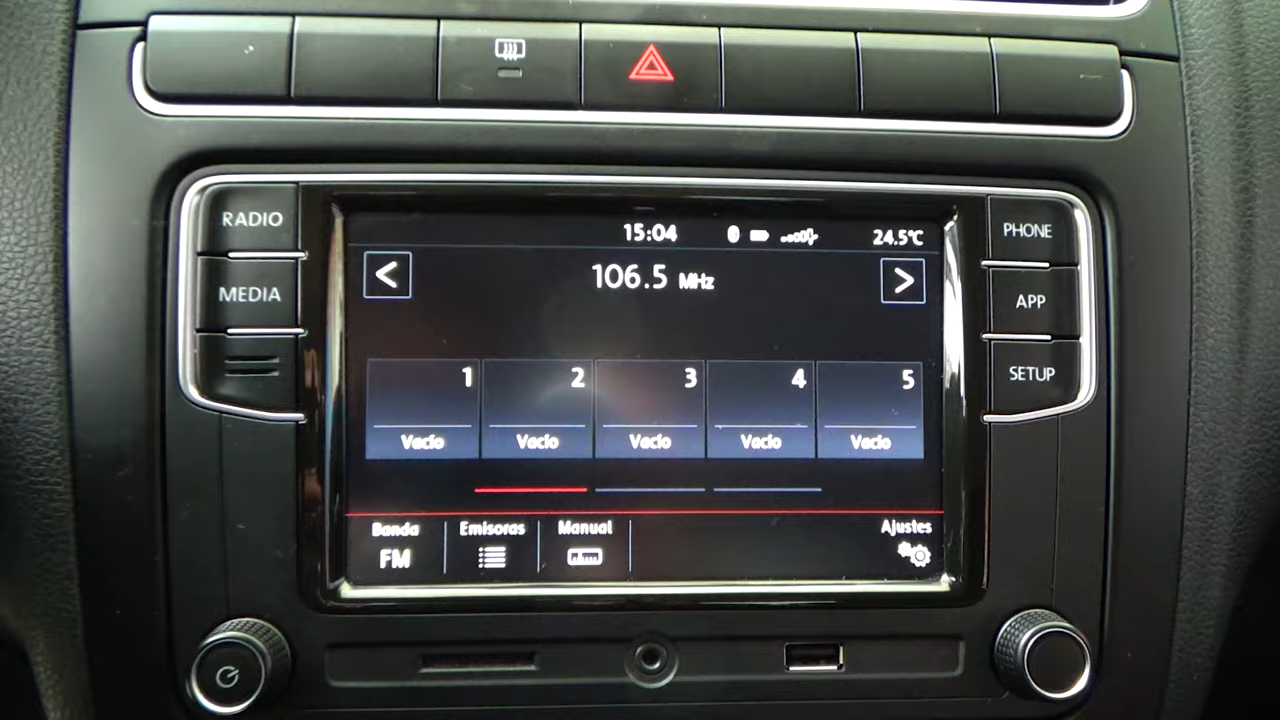 RADIO
MEDIA
15:04
24.5°C
106.5 MHz
<
>
1
2
3
4
5
Vacío
Vacío
Vacío
Vacío
Vacío
Banda
FM
Emisoras
Manual
Ajustes
PHONE
APP
SETUP